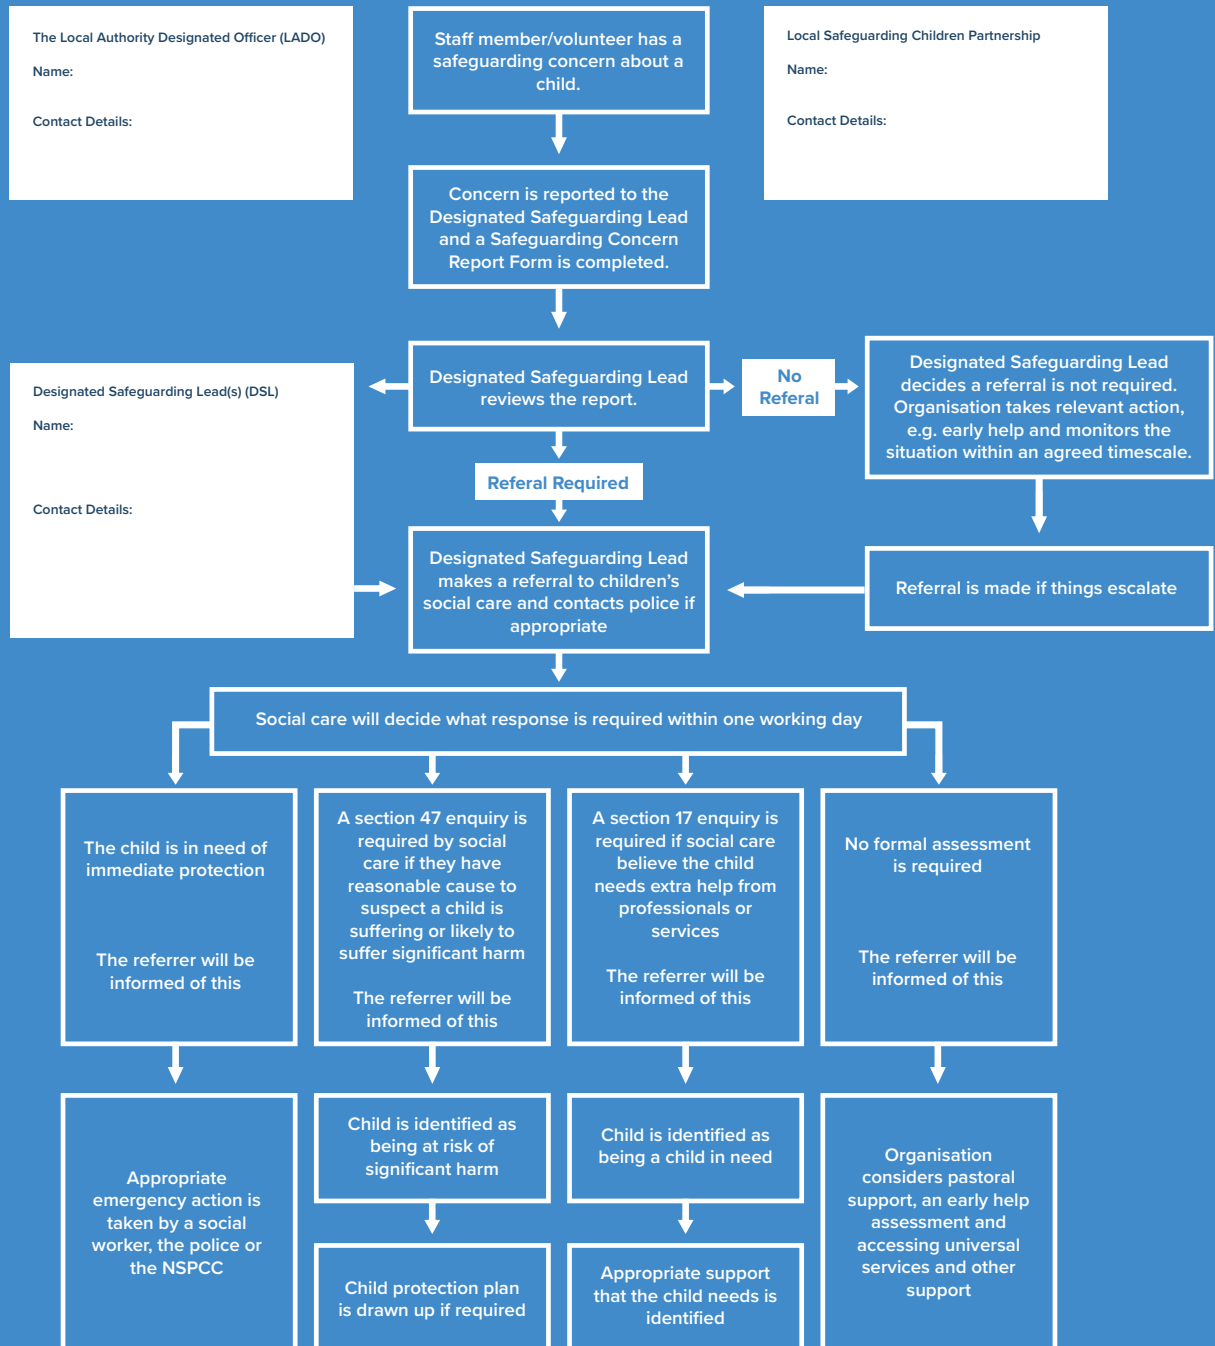 The Local Authority Designated Officer (LADO)
Name:
Contact Details:
Staff member/volunteer has a
safeguarding concern about a
child.
Local Safeguarding Children Partnership
Name:
Contact Details:
Concern is reported to the
Designated Safeguarding Lead
and a Safeguarding Concern
Report Form is completed.
Designated Safeguarding Lead(s) (DSL)
Name:
Contact Details:
Designated Safeguarding Lead
reviews the report.
No
Referal
Designated Safeguarding Lead
decides a referral is not required.
Organisation takes relevant action,
e.g. early help and monitors the
situation within an agreed timescale.
Referal Required
Designated Safeguarding Lead
makes a referral to children’s
social care and contacts police if
appropriate
Referral is made if things escalate
Social care will decide what response is required within one working day
The child is in need of
immediate protection
The referrer will be
informed of this
A section 47 enquiry is
required by social
care if they have
reasonable cause to
suspect a child is
suffering or likely to
suffer significant harm
The referrer will be
informed of this
A section 17 enquiry is
required if social care
believe the child
needs extra help from
professionals or
services
The referrer will be
informed of this
No formal assessment
is required
The referrer will be
informed of this
Appropriate
emergency action is
taken by a social
worker, the police or
the NSPCC
Child is identified as
being at risk of
significant harm
Child protection plan
is drawn up if required
Child is identified as
being a child in need
Appropriate support
that the child needs is
identified
Organisation
considers pastoral
support, an early help
assessment and
accessing universal
services and other
support